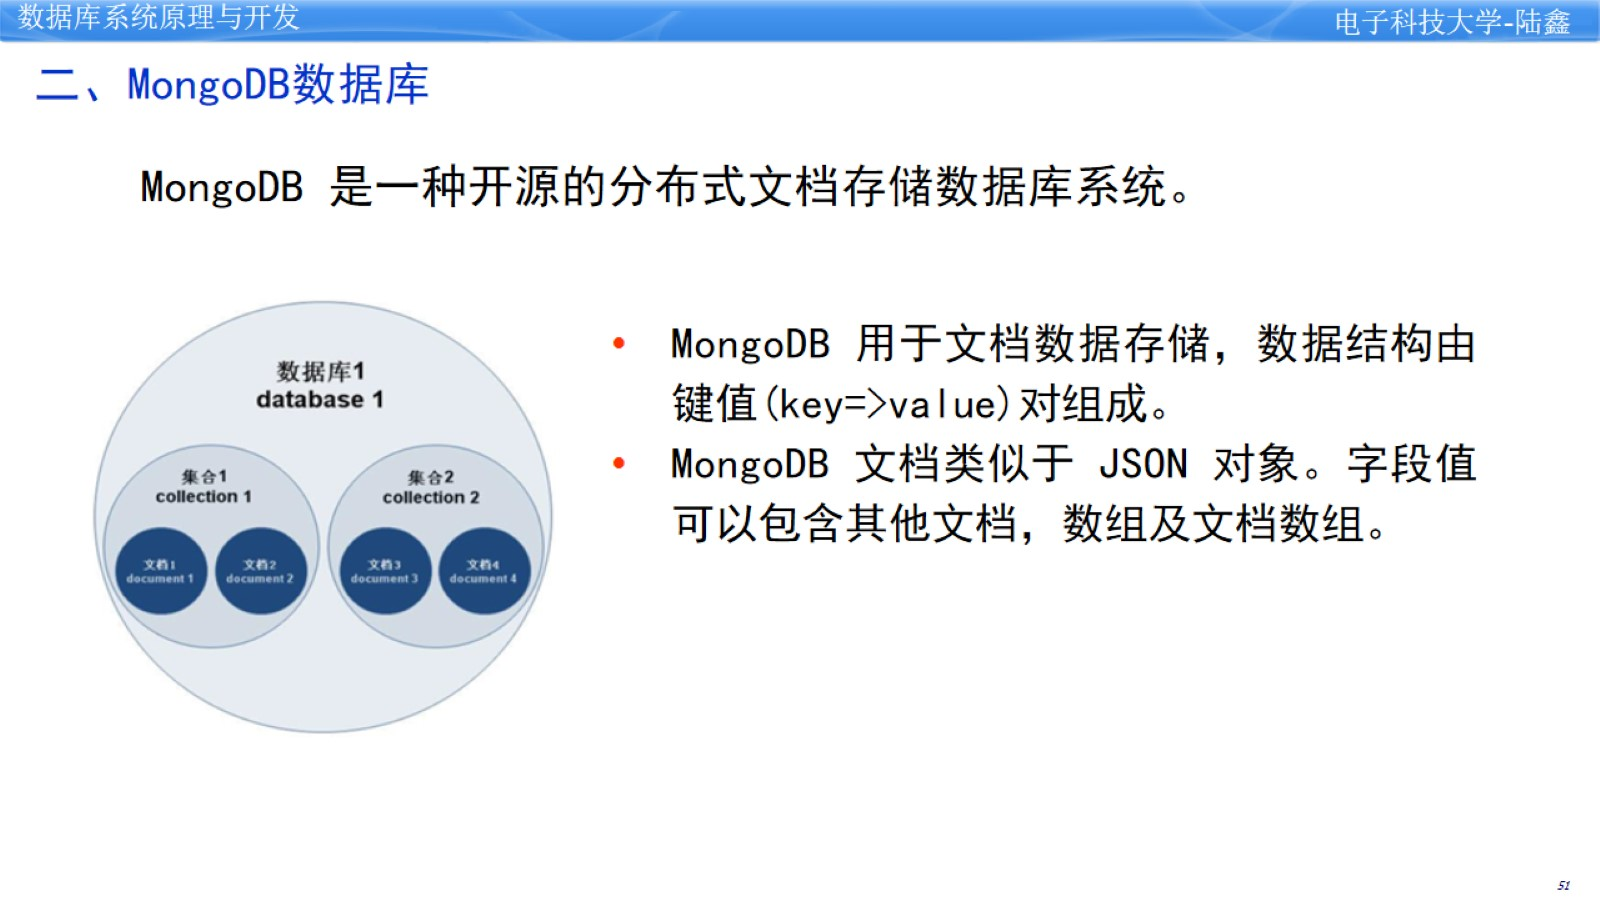 数据库系统原理与开发
电子科技大学-陆鑫
二、MongoDB数据库
MongoDB 是一种开源的分布式文档存储数据库系统。
数据库1
database 1
集合1
collection 1
集合2
collection 2
文档1
document 1
文档2
document 2
文档3
document 3
文档4
document 4
• MongoDB 用于文档数据存储，数据结构由
键值(key=>value)对组成。
• MongoDB 文档类似于 JSON 对象。字段值
可以包含其他文档，数组及文档数组。
51